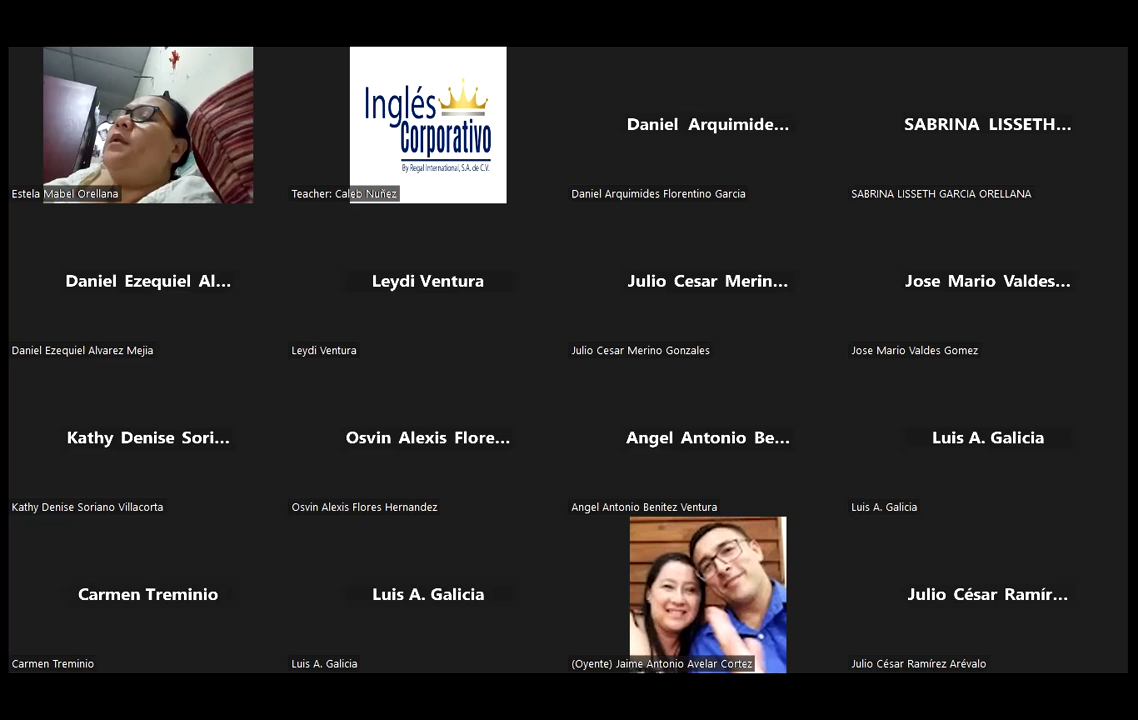 Inglés
Corporativo
By Regal International, S.A. de C.V.
Estela Mabel Orellana
Teacher: Caleb Nuñez
Daniel Arquimide...
Daniel Arquimides Florentino Garcia
SABRINA LISSETH...
SABRINA LISSETH GARCIA ORELLANA
Daniel Ezequiel Al...
Daniel Ezequiel Alvarez Mejia
Leydi Ventura
Leydi Ventura
Julio Cesar Merin...
Julio Cesar Merino Gonzales
Jose Mario Valdes...
Jose Mario Valdes Gomez
Kathy Denise Sori...
Kathy Denise Soriano Villacorta
Osvin Alexis Flore...
Osvin Alexis Flores Hernandez
Angel Antonio Be...
Angel Antonio Benitez Ventura
Luis A. Galicia
Luis A. Galicia
Carmen Treminio
Carmen Treminio
Luis A. Galicia
Luis A. Galicia
(Oyente) Jaime Antonio Avelar Cortez
Julio César Ramír...
Julio César Ramírez Arévalo